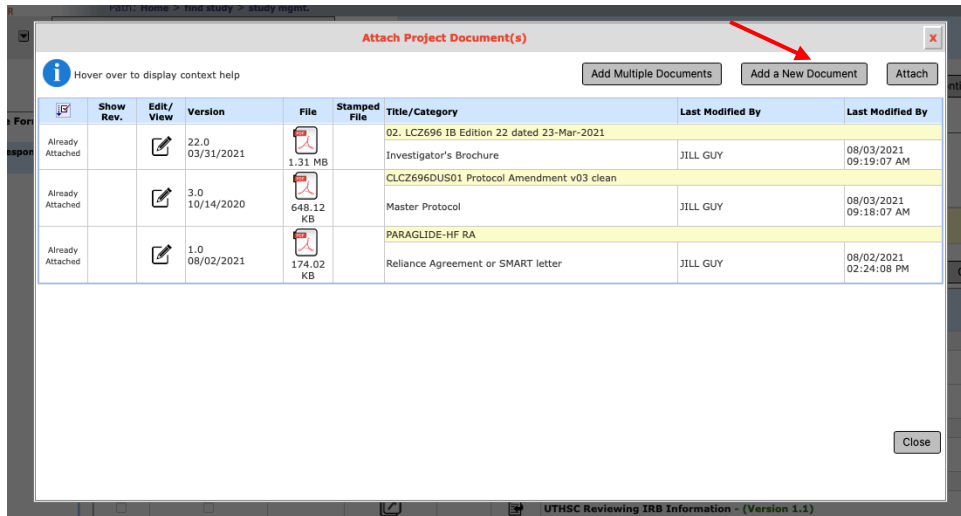 Path: Home > find study > study mgmt.
Attach Project Document(s)
x
i Hover over to display context help
Add Multiple Documents
Add a New Document
Attach
Show Rev. Edit/ View Version File Stamped File Title/Category Last Modified By Last Modified By
02. LCZ696 IB Edition 22 dated 23-Mar-2021
Already Attached
22.0
03/31/2021
PDF
1.31 MB
Investigator's Brochure
JILL GUY
08/03/2021
09:19:07 AM
CLCZ696DUS01 Protocol Amendment v03 clean
Already Attached
3.0
10/14/2020
PDF
648.12
KB
Master Protocol
JILL GUY
08/03/2021
09:18:07 AM
PARAGLIDE-HF RA
Already Attached
1.0
08/02/2021
PDF
174.02
KB
Reliance Agreement or SMART letter
JILL GUY
08/02/2021
02:24:08 PM
Close
UTHSC Reviewing IRB Information - (Version 1.1)